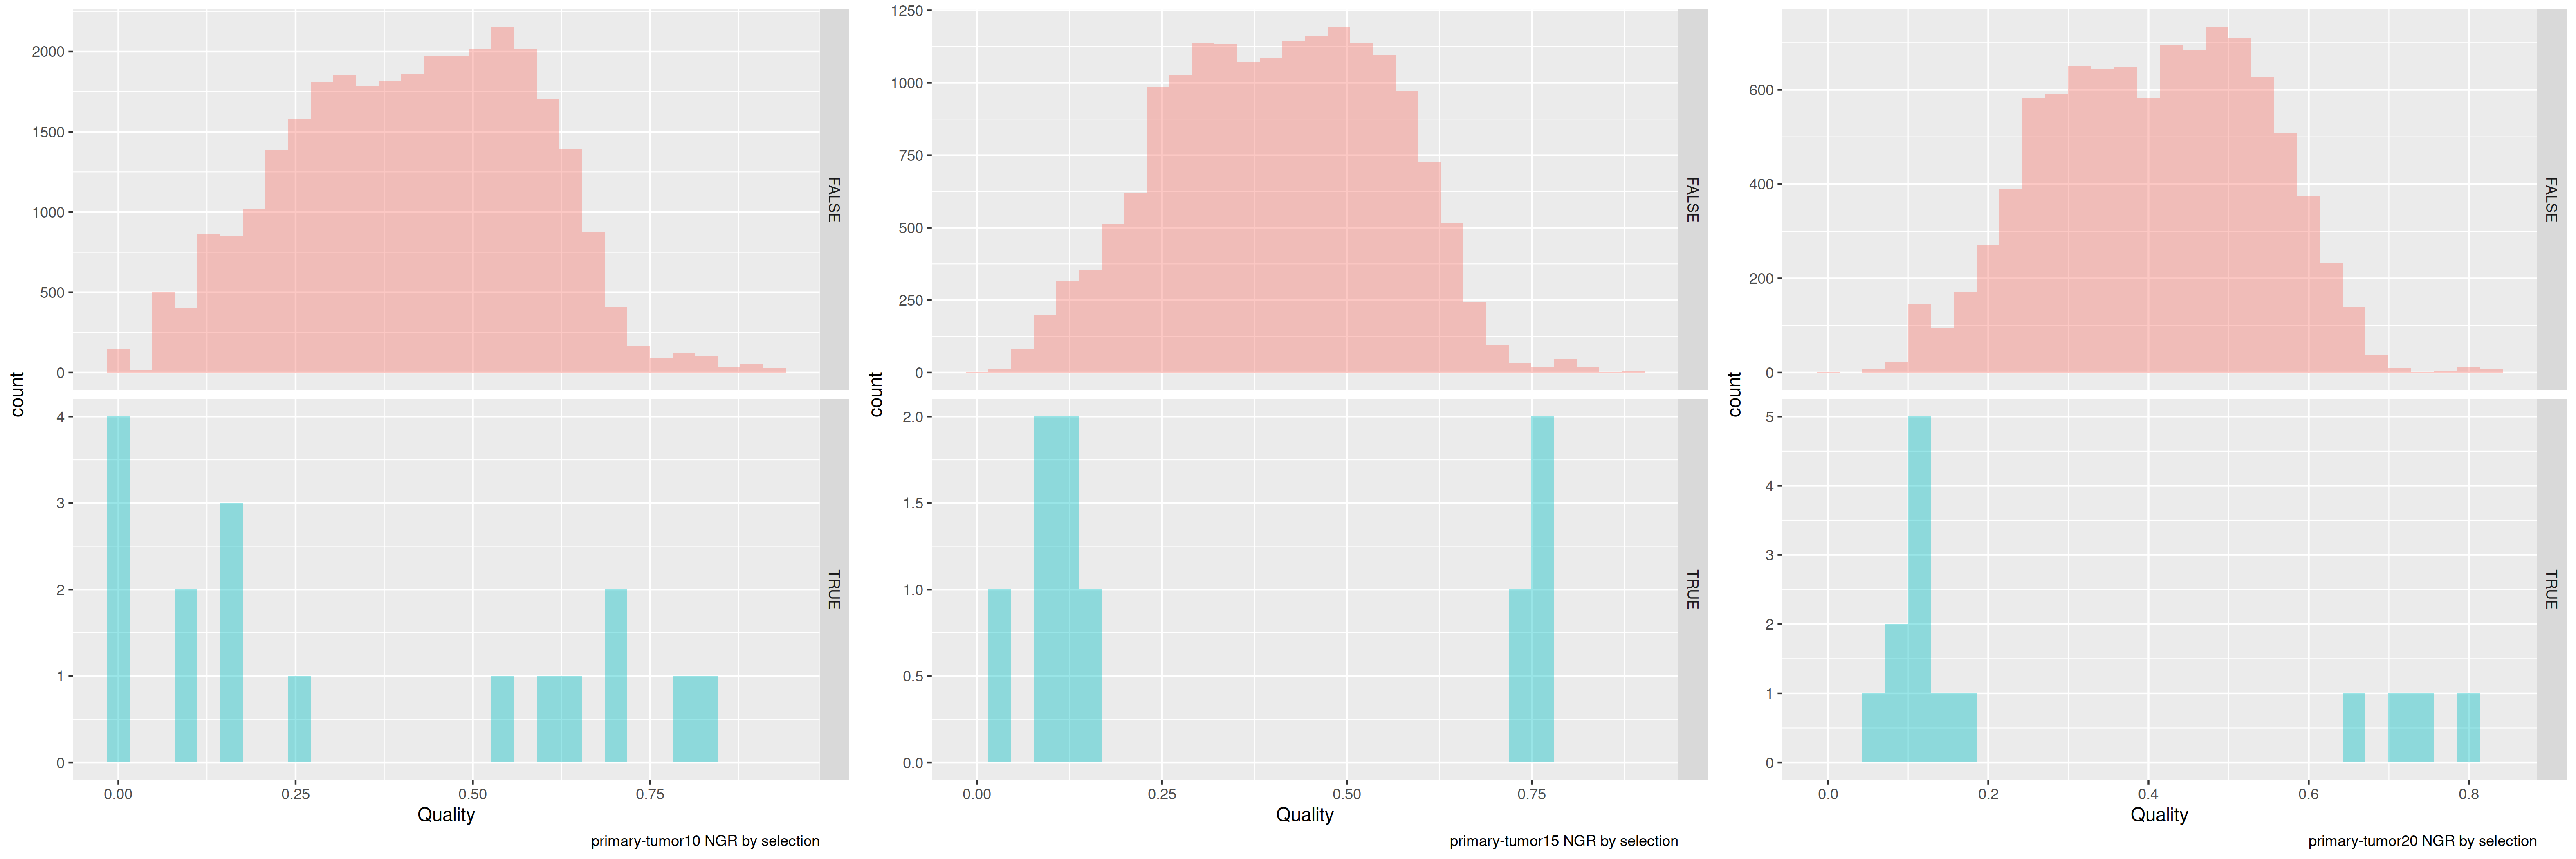 count
2000
1500
1000
500
0
FALSE
4
3
2
1
0
TRUE
0.00 0.25 0.50 0.75
Quality
primary-tumor10 NGR by selection
count
1250
1000
750
500
250
0
FALSE
2.0
1.5
1.0
0.5
0.0
TRUE
0.00 0.25 0.50 0.75
Quality
primary-tumor15 NGR by selection
count
600
400
200
0
FALSE
5
4
3
2
1
0
TRUE
0.0 0.2 0.4 0.6 0.8
Quality
primary-tumor20 NGR by selection